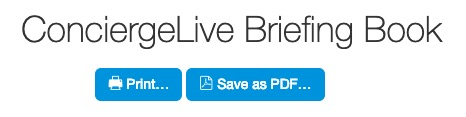 ConciergeLive Briefing Book
Print... Save as PDF...